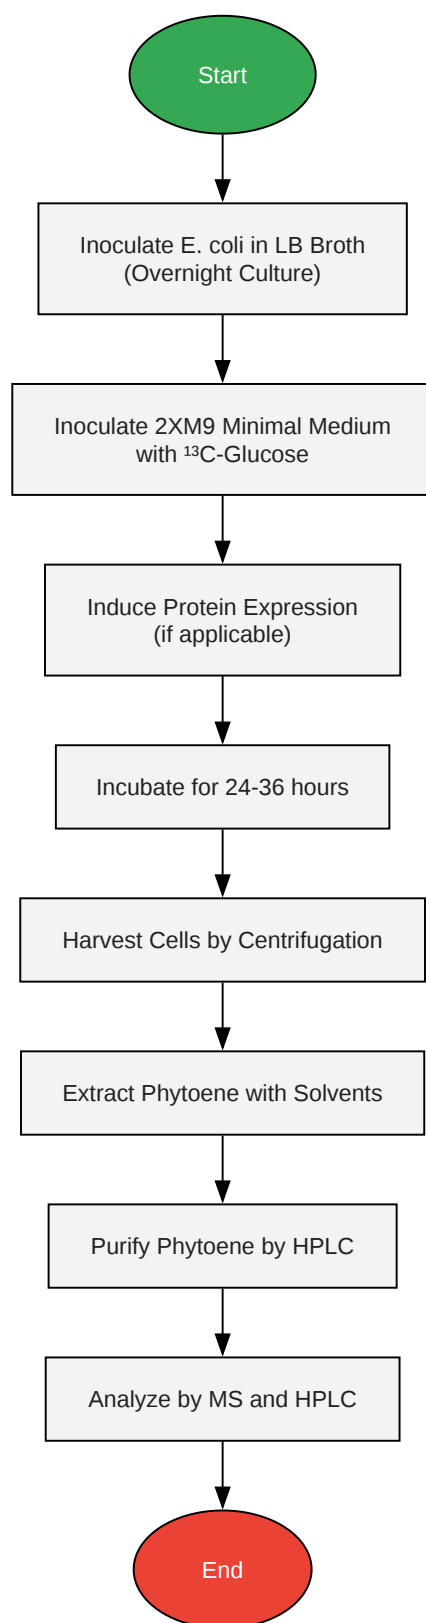 Start
Inoculate E. coli in LB Broth
(Overnight Culture)
Inoculate 2XM9 Minimal Medium
with ¹³C-Glucose
Induce Protein Expression
(if applicable)
Incubate for 24-36 hours
Harvest Cells by Centrifugation
Extract Phytoene with Solvents
Purify Phytoene by HPLC
Analyze by MS and HPLC
End